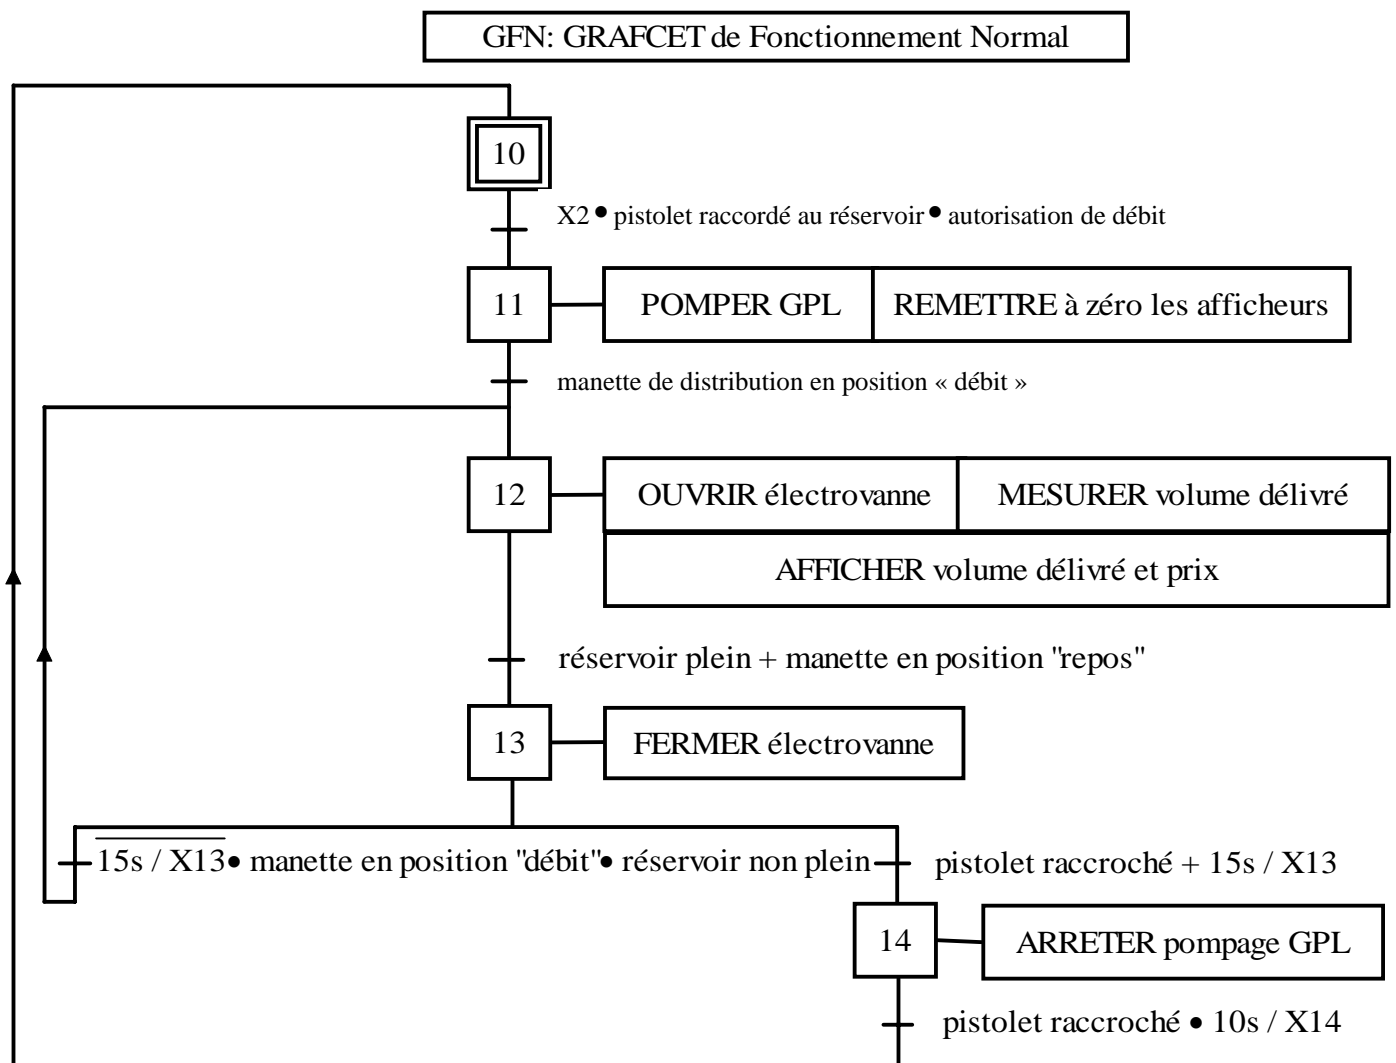 GFN: GRAFCET de Fonctionnement Normal
10
X2 • pistolet raccordé au réservoir • autorisation de débit
11
POMPER GPL
REMETTRE à zéro les afficheurs
manette de distribution en position « débit »
12
OUVRIR électrovanne
MESURER volume délivré
AFFICHER volume délivré et prix
réservoir plein + manette en position "repos"
13
FERMER électrovanne
15s / X13 • manette en position "débit" • réservoir non plein
pistolet raccroché + 15s / X13
14
ARRETER pompage GPL
pistolet raccroché • 10s / X14